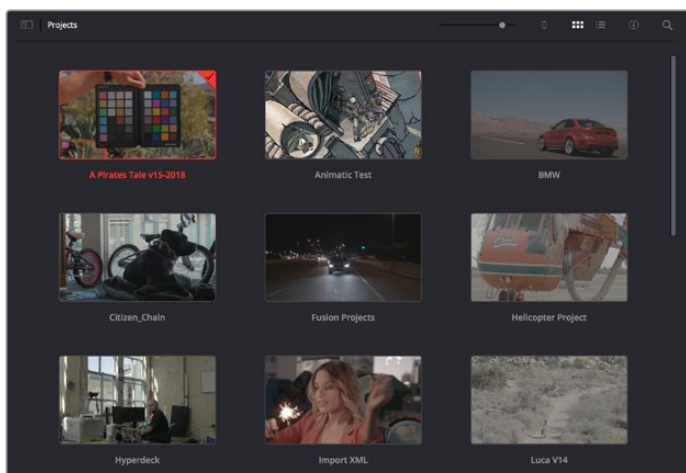 Projects
A Pirates Tale v15-2018
Animatic Test
BMW
Citizen_Chain
Fusion Projects
Helicopter Project
Hyperdeck
Import XML
Luca V14